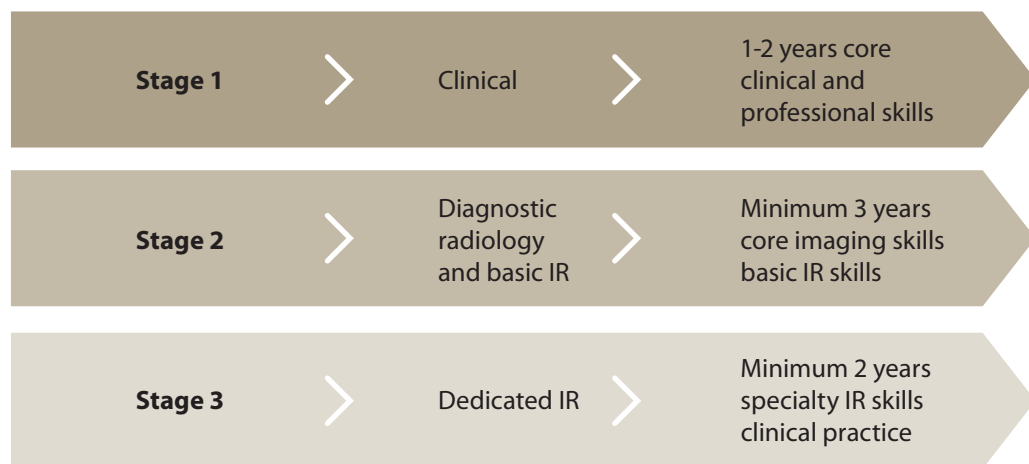 Stage 1
Clinical
1-2 years core
clinical and
professional skills
Stage 2
Diagnostic
radiology
and basic IR
Minimum 3 years
core imaging skills
basic IR skills
Stage 3
Dedicated IR
Minimum 2 years
specialty IR skills
clinical practice